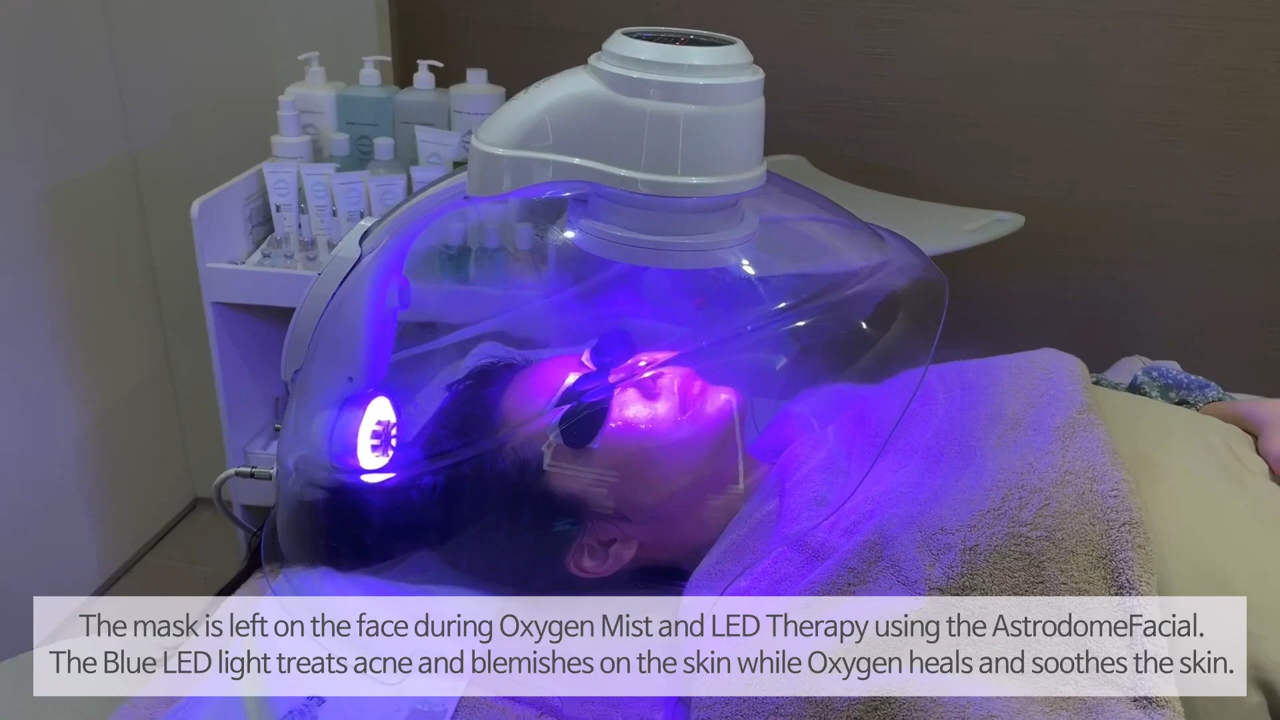 The mask is left on the face during Oxygen Mist and LED Therapy using the AstrodomeFacial.
The Blue LED light treats acne and blemishes on the skin while Oxygen heals and soothes the skin.